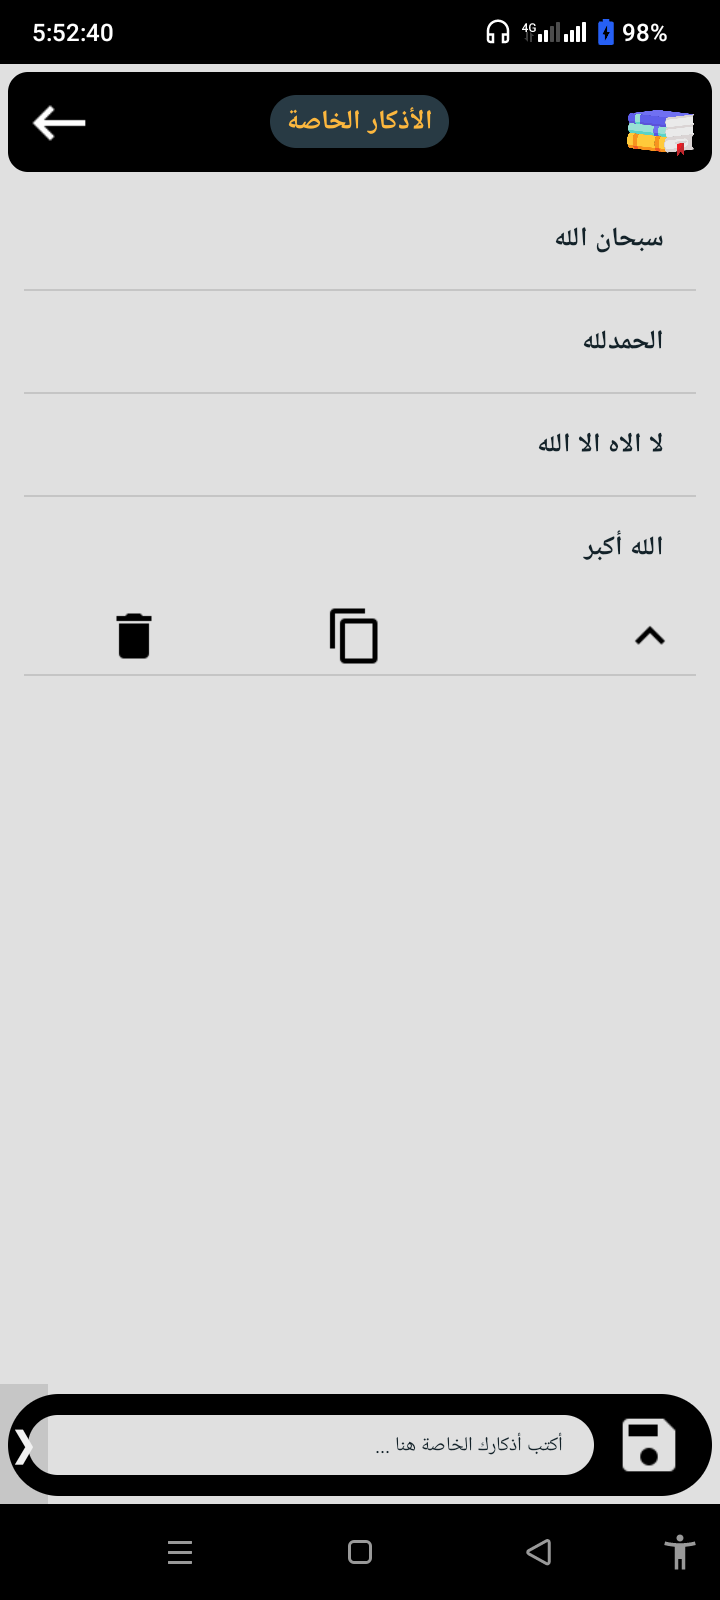 5:52:40
4G
98%
الأذكار الخاصة
سبحان الله
الحمدلله
لا الاه الا الله
الله أكبر
أكتب أذكارك الخاصة هنا ...